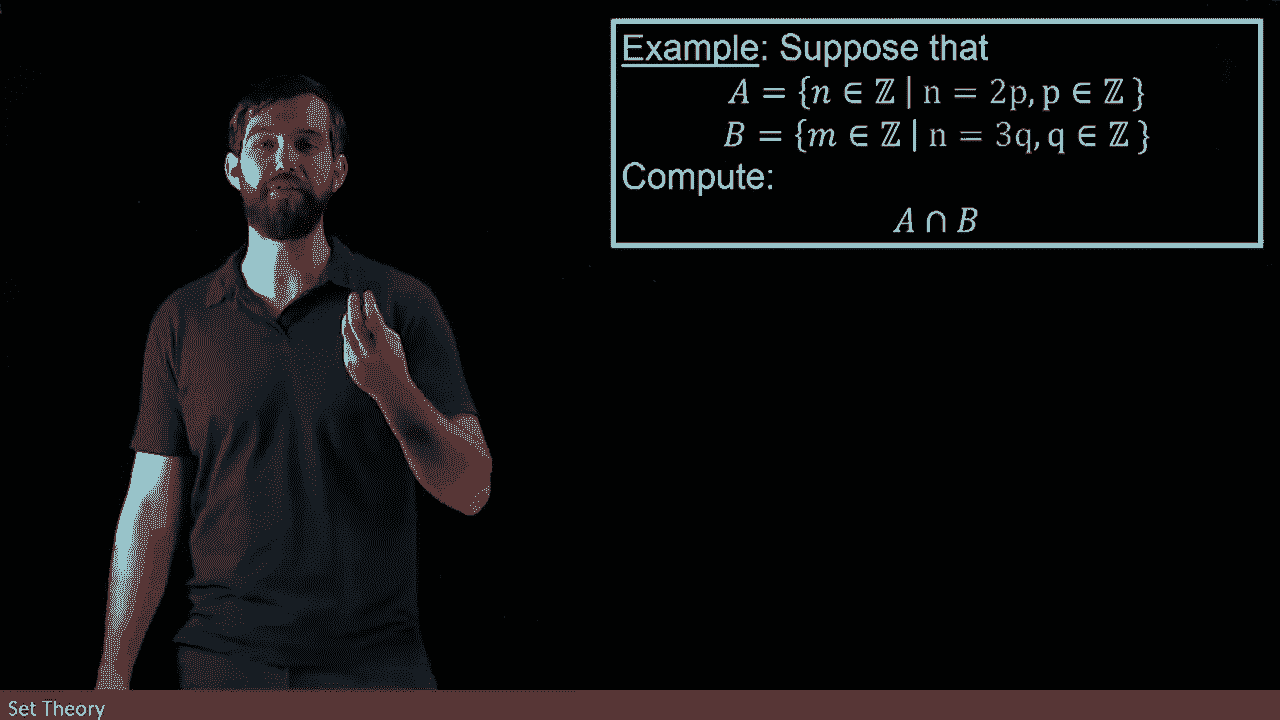 Example: Suppose that
A = {n ∈ ℤ | n = 2p, p ∈ ℤ }
B = {m ∈ ℤ | n = 3q, q ∈ ℤ }
Compute:
A ∩ B
Set Theory